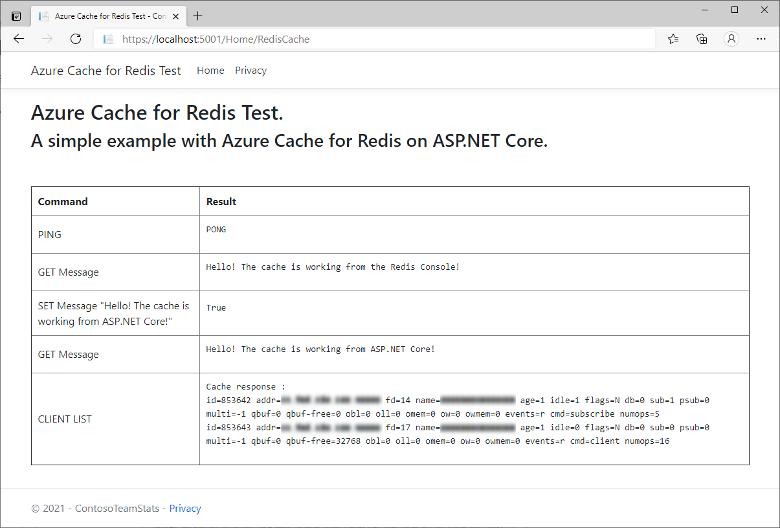 Azure Cache for Redis Test - Con
https://localhost:5001/Home/RedisCache
Azure Cache for Redis Test Home Privacy
Azure Cache for Redis Test.
A simple example with Azure Cache for Redis on ASP.NET Core.
Command Result
PING PONG
GET Message Hello! The cache is working from the Redis Console!
SET Message "Hello! The cache is
working from ASP.NET Core!" True
GET Message Hello! The cache is working from ASP.NET Core!
CLIENT LIST
Cache response :
id=853642 addr= fd=14 name= age=1 idle=1 flags=N db=0 sub=1 psub=0
multi=-1 qbuf=0 qbuf-free=0 obl=0 oll=0 omem=0 ow=0 owmem=0 events=r cmd=subscribe numops=5
id=853643 addr= fd=17 name= age=1 idle=0 flags=N db=0 sub=0 psub=0
multi=-1 qbuf=0 qbuf-free=32768 obl=0 oll=0 omem=0 ow=0 owmem=0 events=r cmd=client numops=16
© 2021 - ContosoTeamStats - Privacy